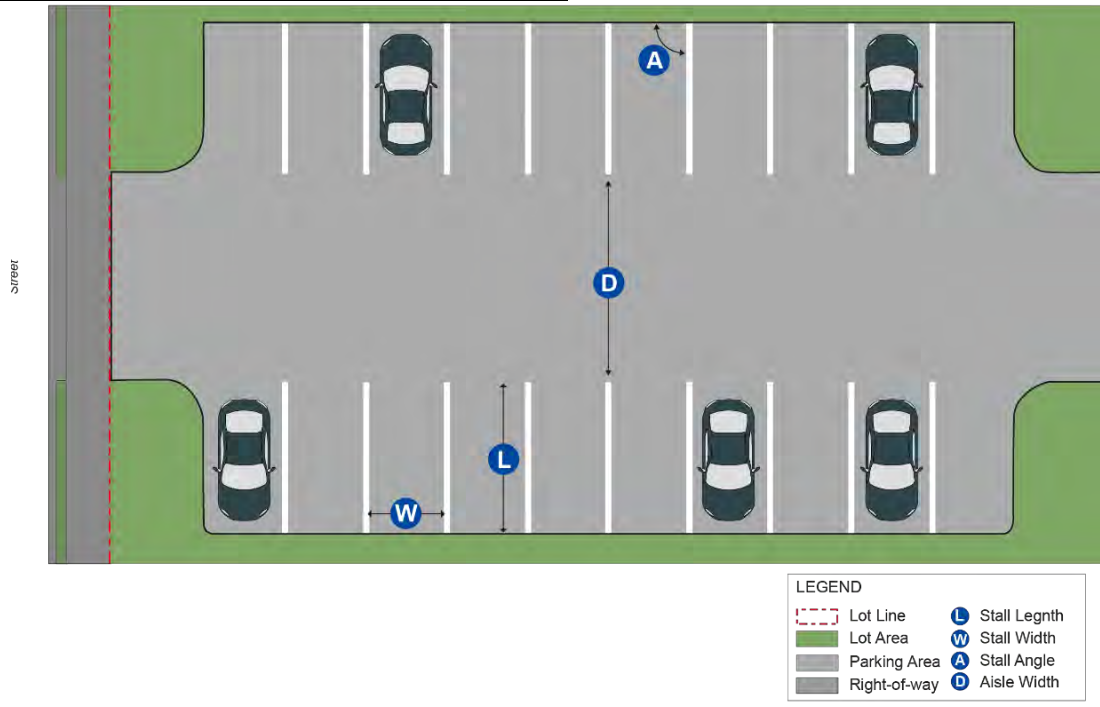 A
Street
D
L
W
LEGEND
Lot Line
L Stall Legnth
Lot Area
W Stall Width
Parking Area
A Stall Angle
Right-of-way
D Aisle Width